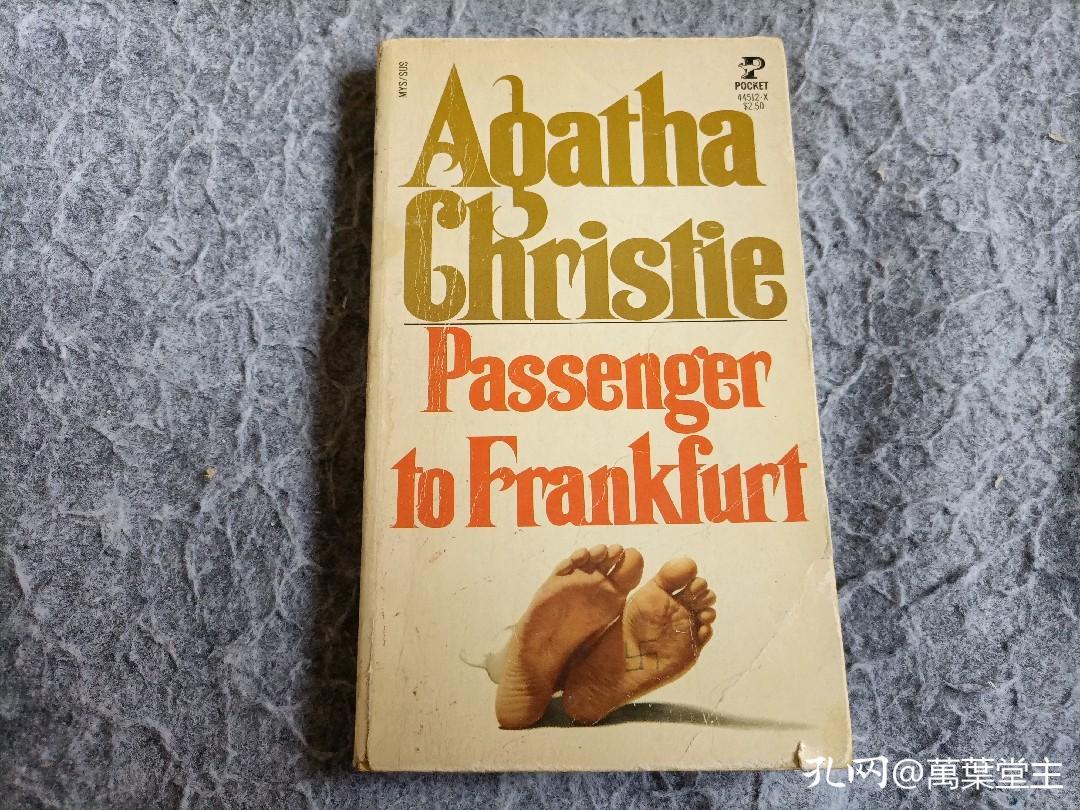 MYS/SUS
P
POCKET
44512-X
$2.50
Agatha
Christie
Passenger
to Frankfurt
孔网@萬葉堂主